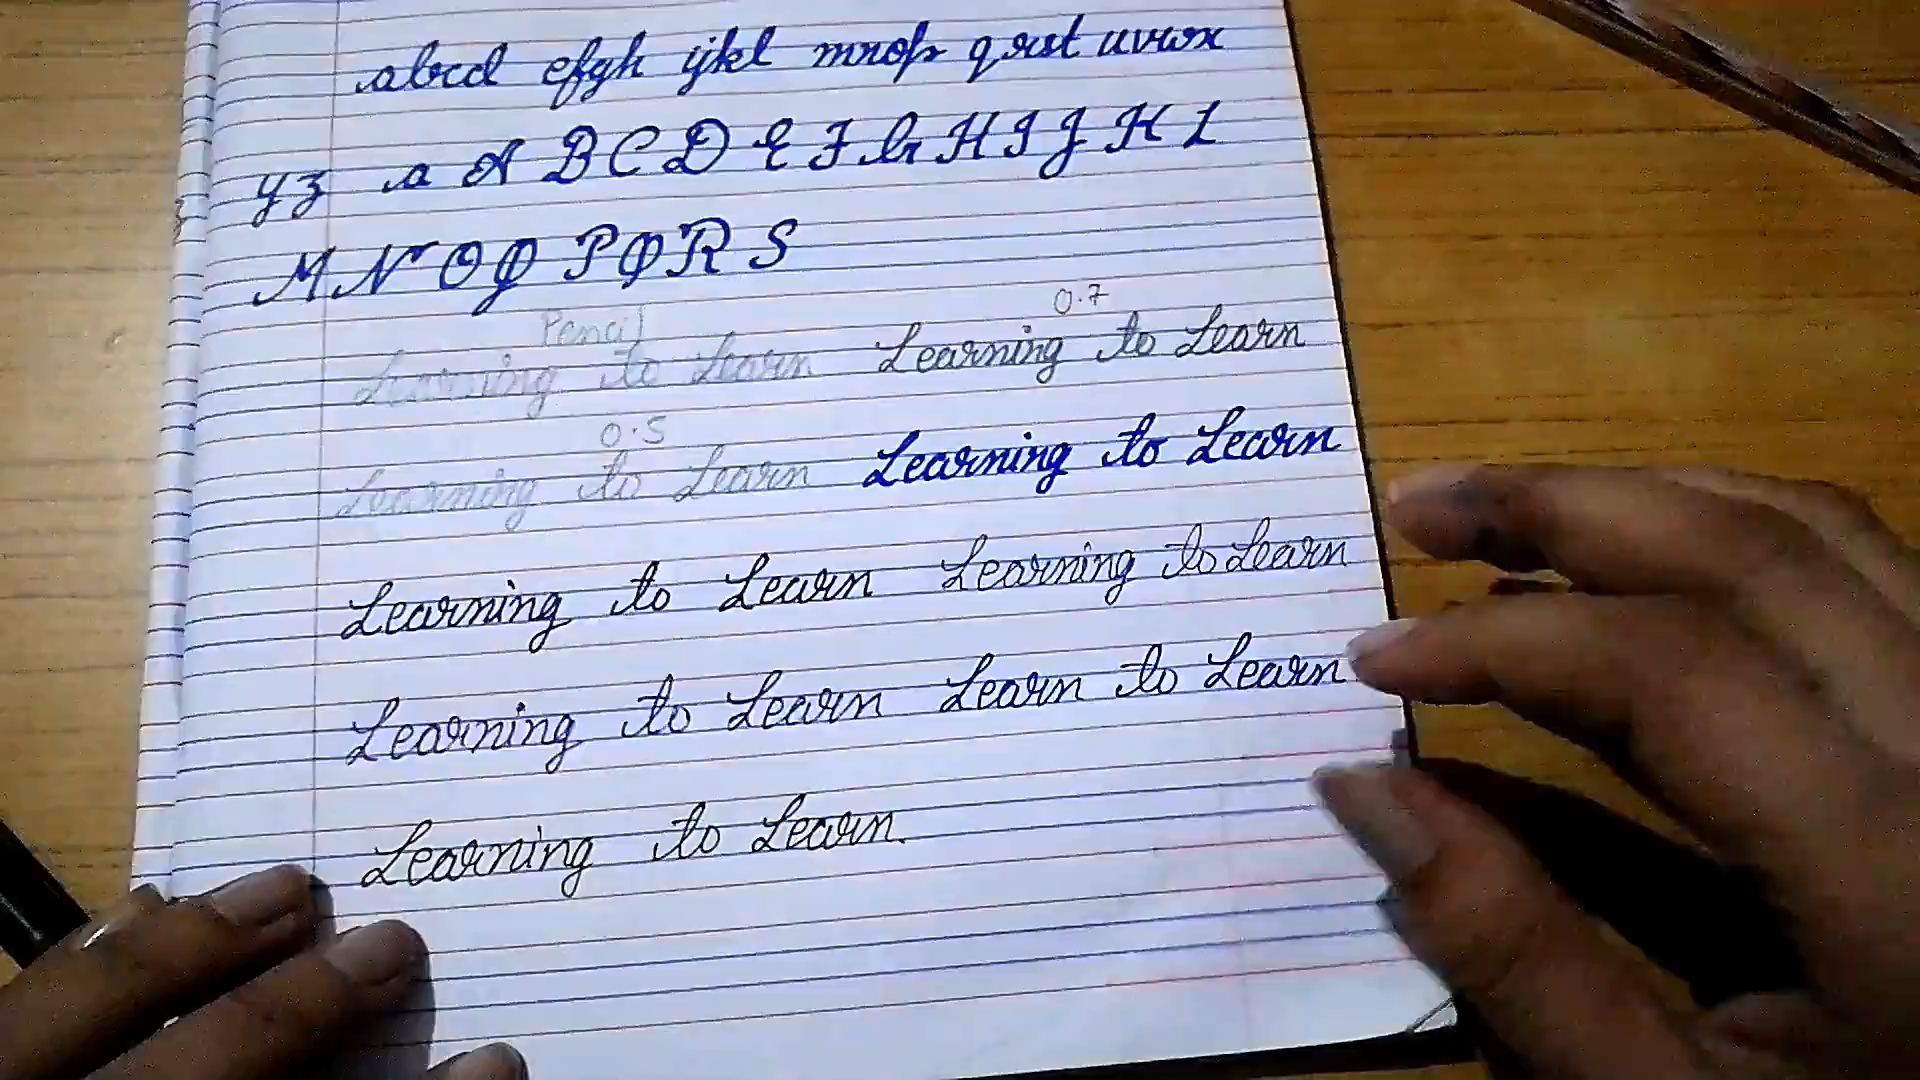 abcd efgh ijkl mnop qrst uvwx
yz a A B C D E F G H I J K L
M N O Q P Q R S
Pencil 0.7
Learning to Learn Learning to Learn
0.5
Learning to Learn Learning to Learn
Learning to Learn Learning to Learn
Learning to Learn Learn to Learn
Learning to Learn.